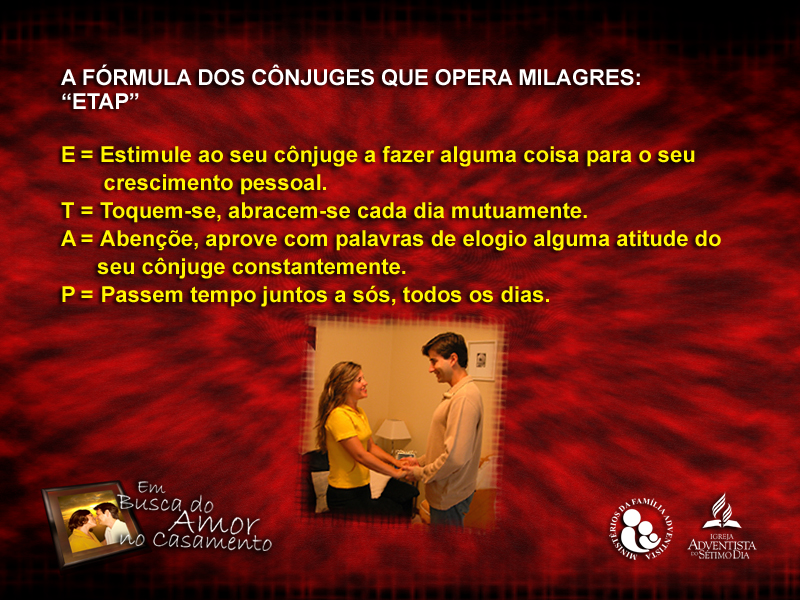 A FÓRMULA DOS CÔNJUGES QUE OPERA MILAGRES:
“ETAP”
E = Estimule ao seu cônjuge a fazer alguma coisa para o seu
crescimento pessoal.
T = Toquem-se, abracem-se cada dia mutuamente.
A = Abençõe, aprove com palavras de elogio alguma atitude do
seu cônjuge constantemente.
P = Passem tempo juntos a sós, todos os dias.
Em
Busca do
Amor
no Casamento
MINISTÉRIOS DA FAMÍLIA ADVENTISTA
IGREJA
ADVENTISTA
DO SÉTIMO DIA